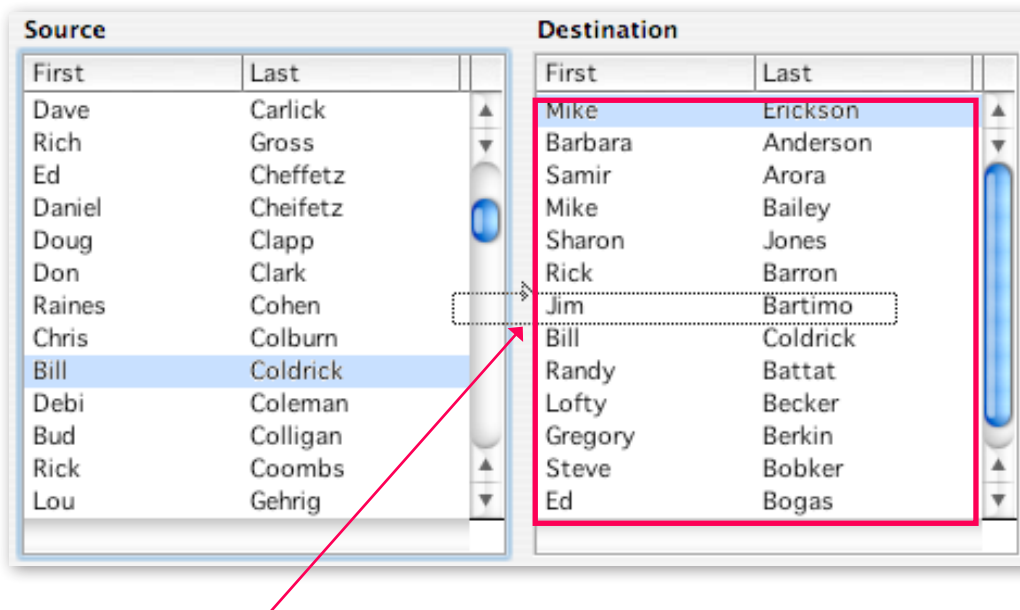 Source Destination
First Last First Last
Dave Carlick Mike Erickson
Rich Gross Barbara Anderson
Ed Cheffetz Samir Arora
Daniel Cheifetz Mike Bailey
Doug Clapp Sharon Jones
Don Clark Rick Barron
Raines Cohen Jim Bartimo
Chris Colburn Bill Coldrick
Bill Coldrick Randy Battat
Debi Coleman Lofty Becker
Bud Colligan Gregory Berkin
Rick Coombs Steve Bobker
Lou Gehrig Ed Bogas